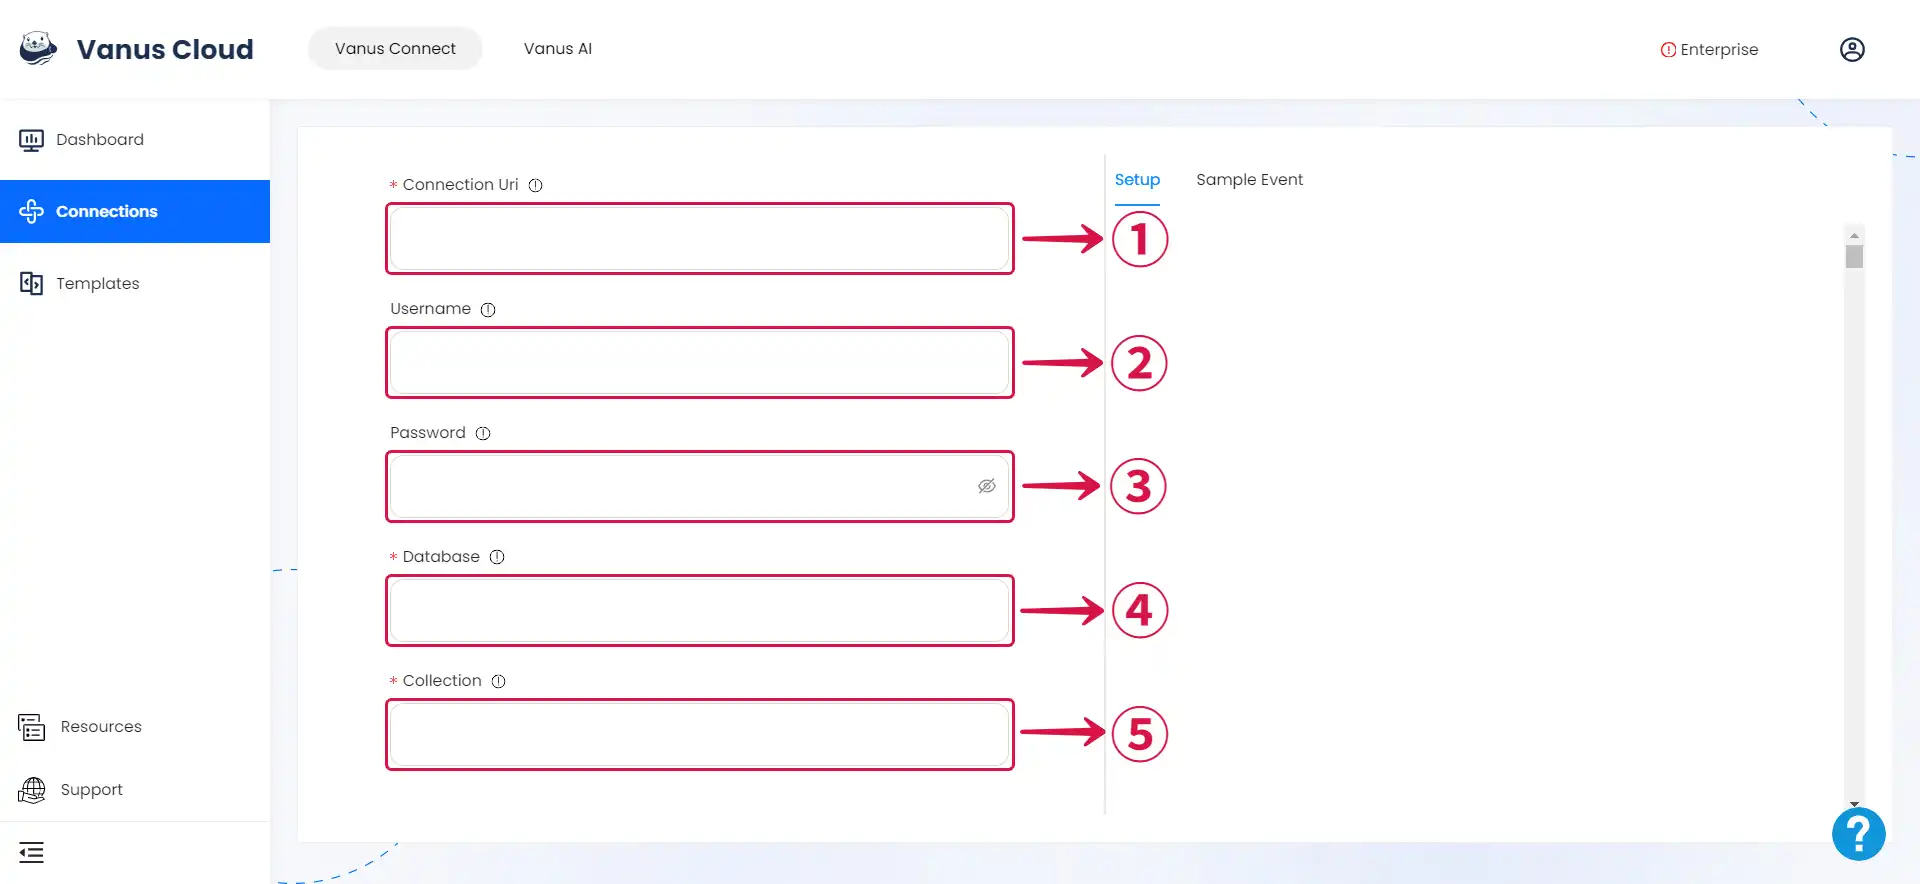 Vanus Cloud
Vanus Connect
Vanus AI
Enterprise
Dashboard
Connections
Templates
Resources
Support
* Connection Uri
Username
Password
* Database
* Collection
Setup
Sample Event
1
2
3
4
5
?